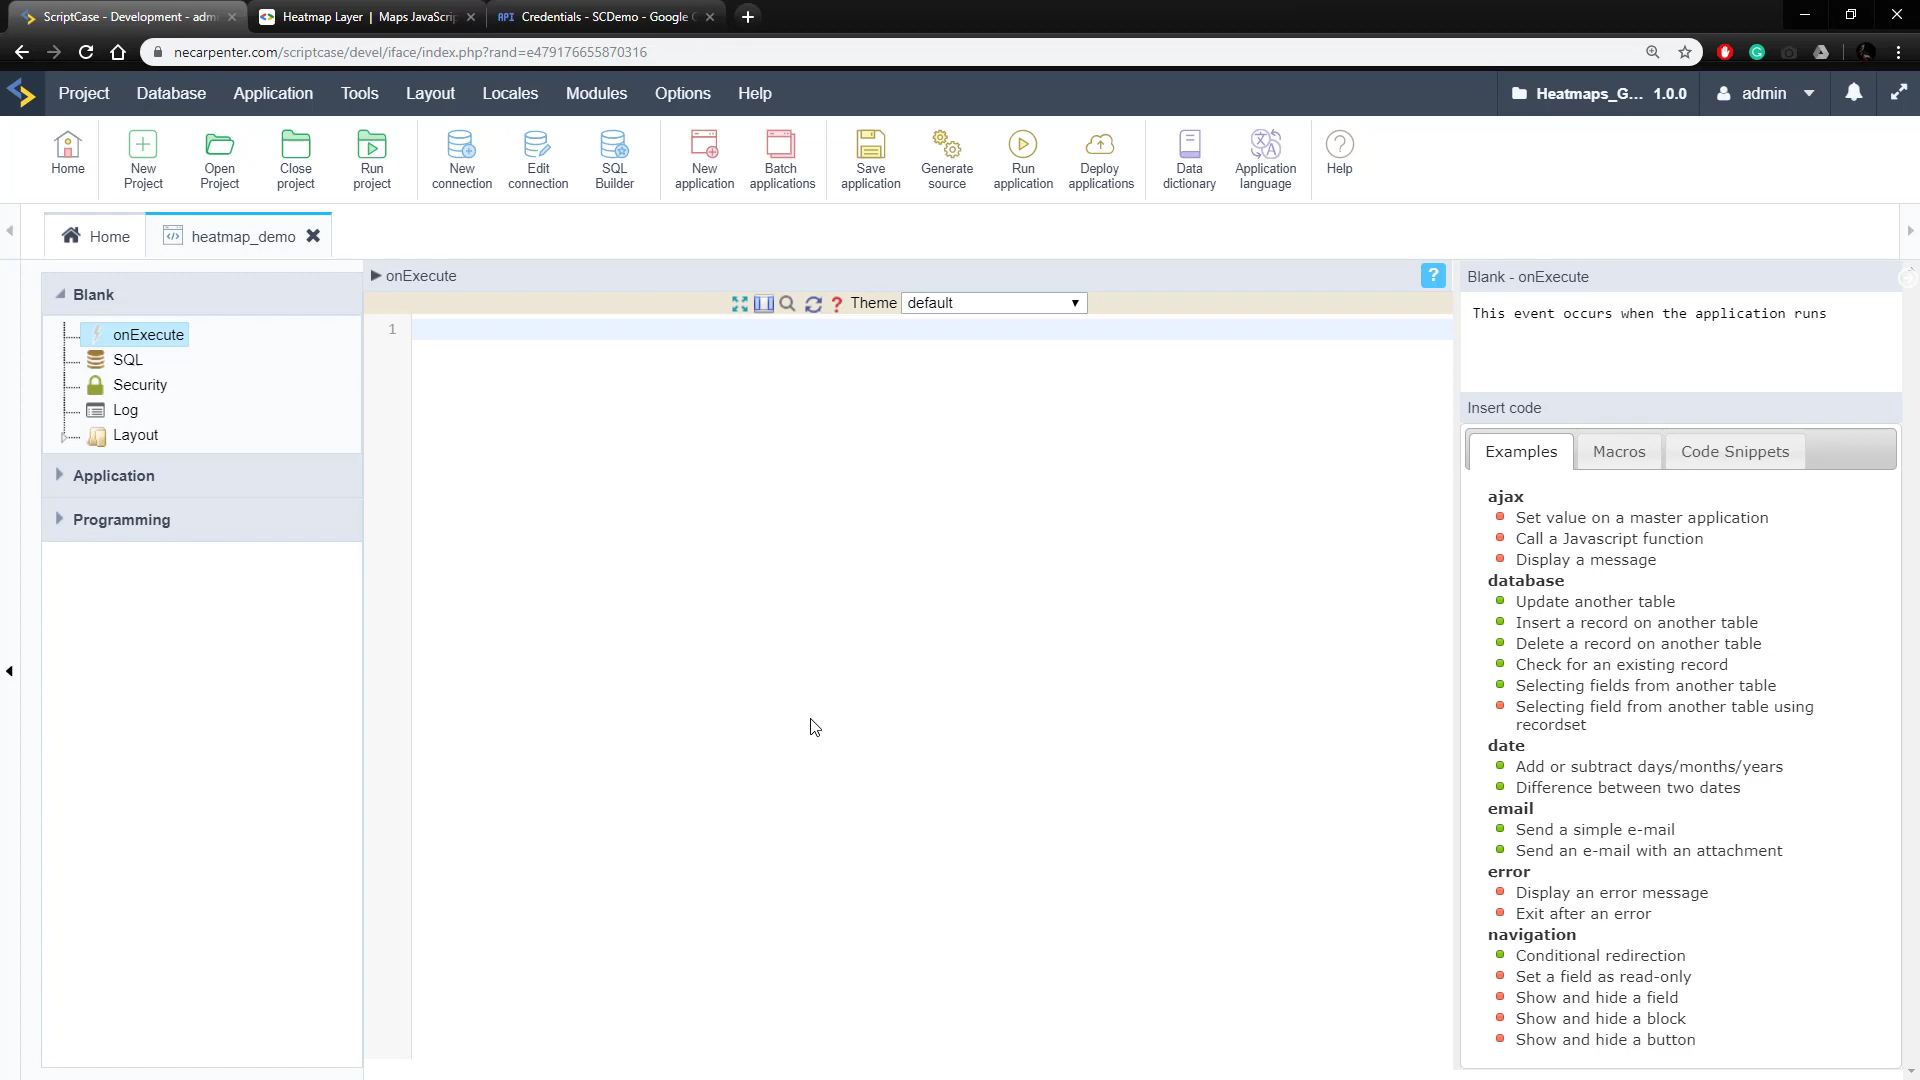 ScriptCase - Development - adm
Heatmap Layer | Maps JavaScrip
API Credentials - SCDemo - Google C
necarpenter.com/scriptcase/devel/iface/index.php?rand=e479176655870316
Project Database Application Tools Layout Locales Modules Options Help
Heatmaps_G... 1.0.0 admin
Home
New Project
Open Project
Close project
Run project
New connection
Edit connection
SQL Builder
New application
Batch applications
Save application
Generate source
Run application
Deploy applications
Data dictionary
Application language
Help
Home
heatmap_demo
Blank
onExecute
SQL
Security
Log
Layout
Application
Programming
onExecute
?
? Theme default
1
Blank - onExecute
This event occurs when the application runs
Insert code
Examples Macros Code Snippets
ajax
Set value on a master application
Call a Javascript function
Display a message
database
Update another table
Insert a record on another table
Delete a record on another table
Check for an existing record
Selecting fields from another table
Selecting field from another table using
recordset
date
Add or subtract days/months/years
Difference between two dates
email
Send a simple e-mail
Send an e-mail with an attachment
error
Display an error message
Exit after an error
navigation
Conditional redirection
Set a field as read-only
Show and hide a field
Show and hide a block
Show and hide a button